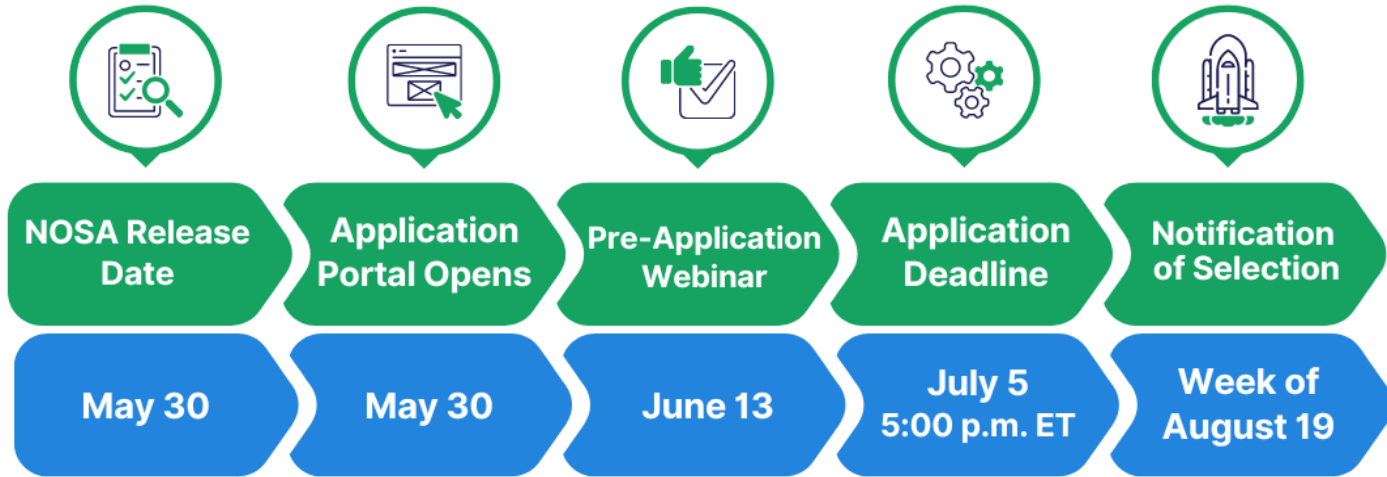 NOSA Release
Date
Application
Portal Opens
Pre-Application
Webinar
Application
Deadline
Notification
of Selection
May 30
May 30
June 13
July 5
5:00 p.m. ET
Week of
August 19